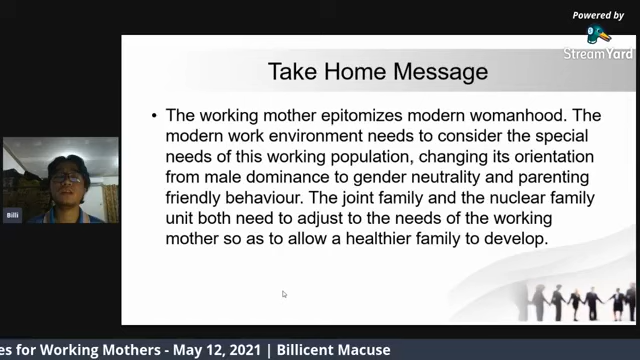 Powered by
StreamYard
Take Home Message
• The working mother epitomizes modern womanhood. The
modern work environment needs to consider the special
needs of this working population, changing its orientation
from male dominance to gender neutrality and parenting
friendly behaviour. The joint family and the nuclear family
unit both need to adjust to the needs of the working
mother so as to allow a healthier family to develop.
Billi
es for Working Mothers - May 12, 2021 | Billicent Macuse